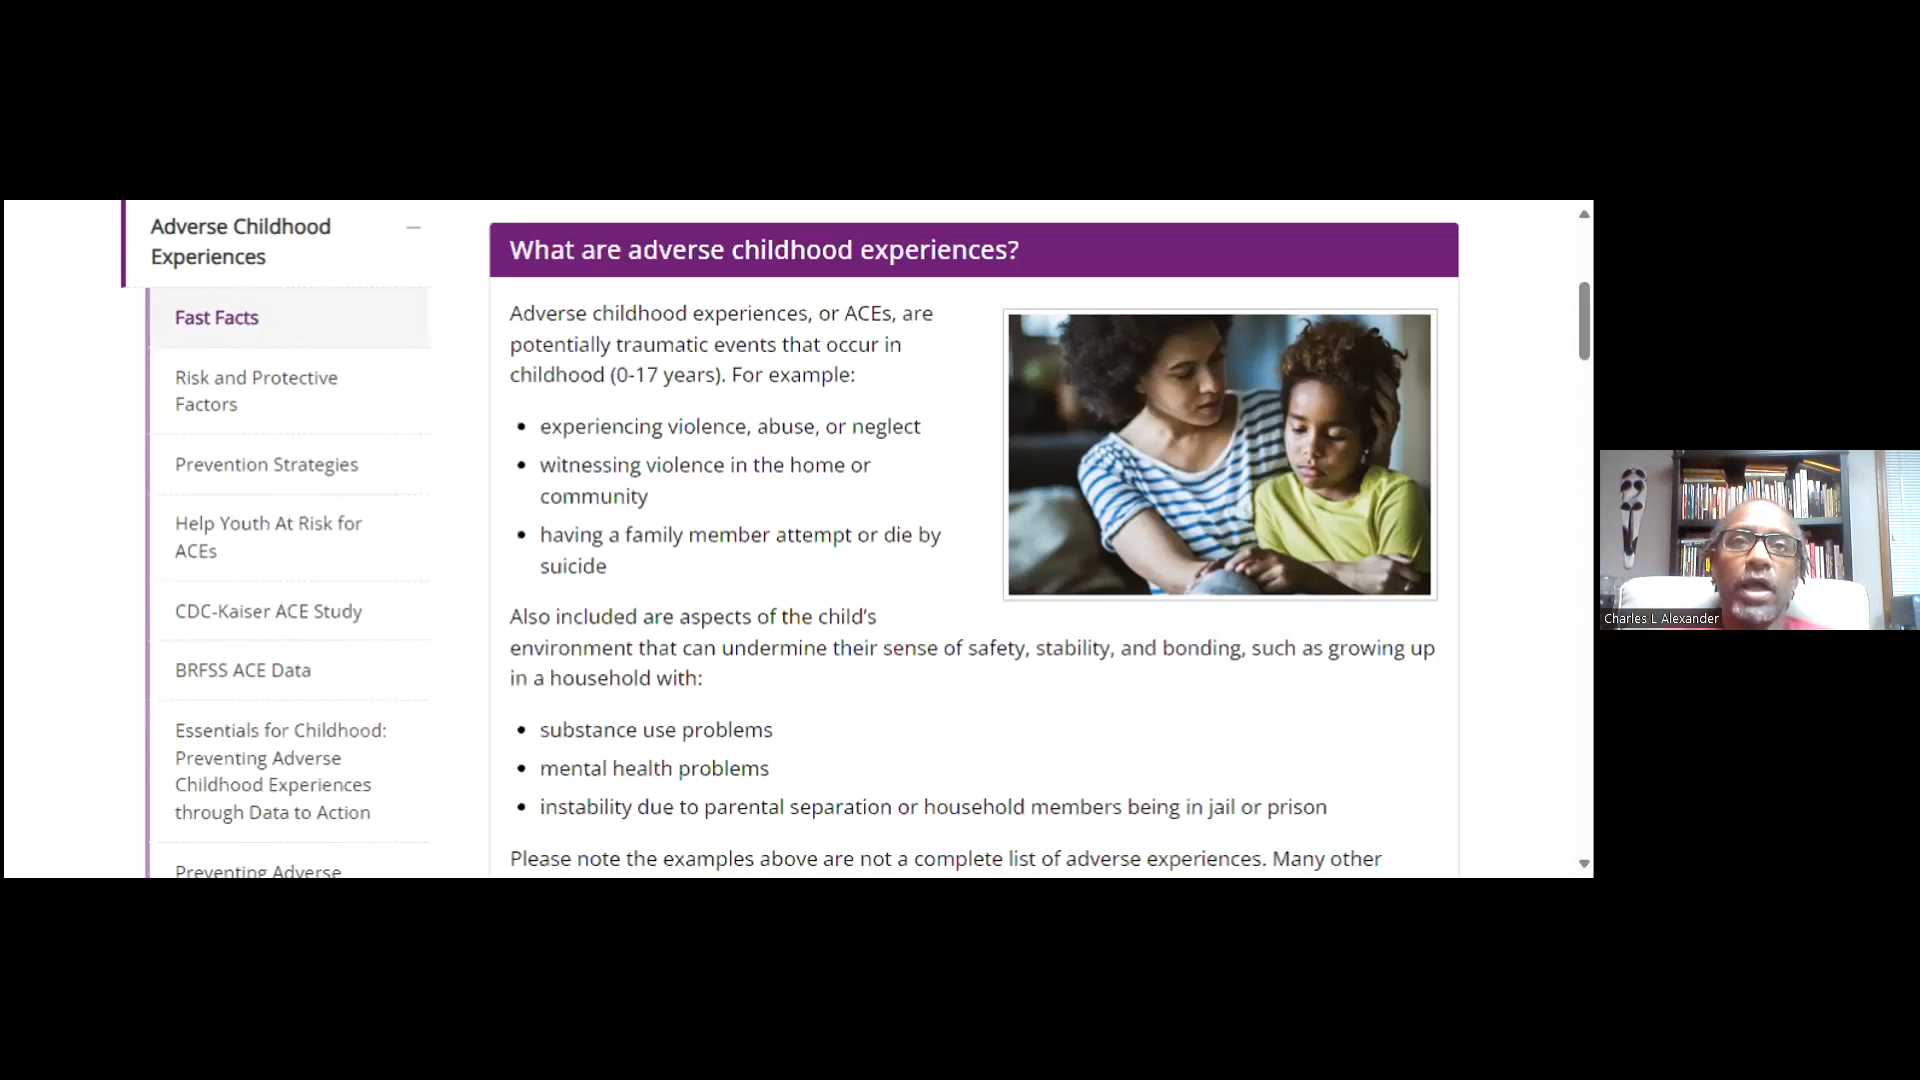 Adverse Childhood
Experiences
Fast Facts
Risk and Protective
Factors
Prevention Strategies
Help Youth At Risk for
ACEs
CDC-Kaiser ACE Study
BRFSS ACE Data
Essentials for Childhood:
Preventing Adverse
Childhood Experiences
through Data to Action
Preventing Adverse
What are adverse childhood experiences?
Adverse childhood experiences, or ACEs, are
potentially traumatic events that occur in
childhood (0-17 years). For example:
• experiencing violence, abuse, or neglect
• witnessing violence in the home or
community
• having a family member attempt or die by
suicide
Also included are aspects of the child’s
environment that can undermine their sense of safety, stability, and bonding, such as growing up
in a household with:
• substance use problems
• mental health problems
• instability due to parental separation or household members being in jail or prison
Please note the examples above are not a complete list of adverse experiences. Many other
Charles L Alexander